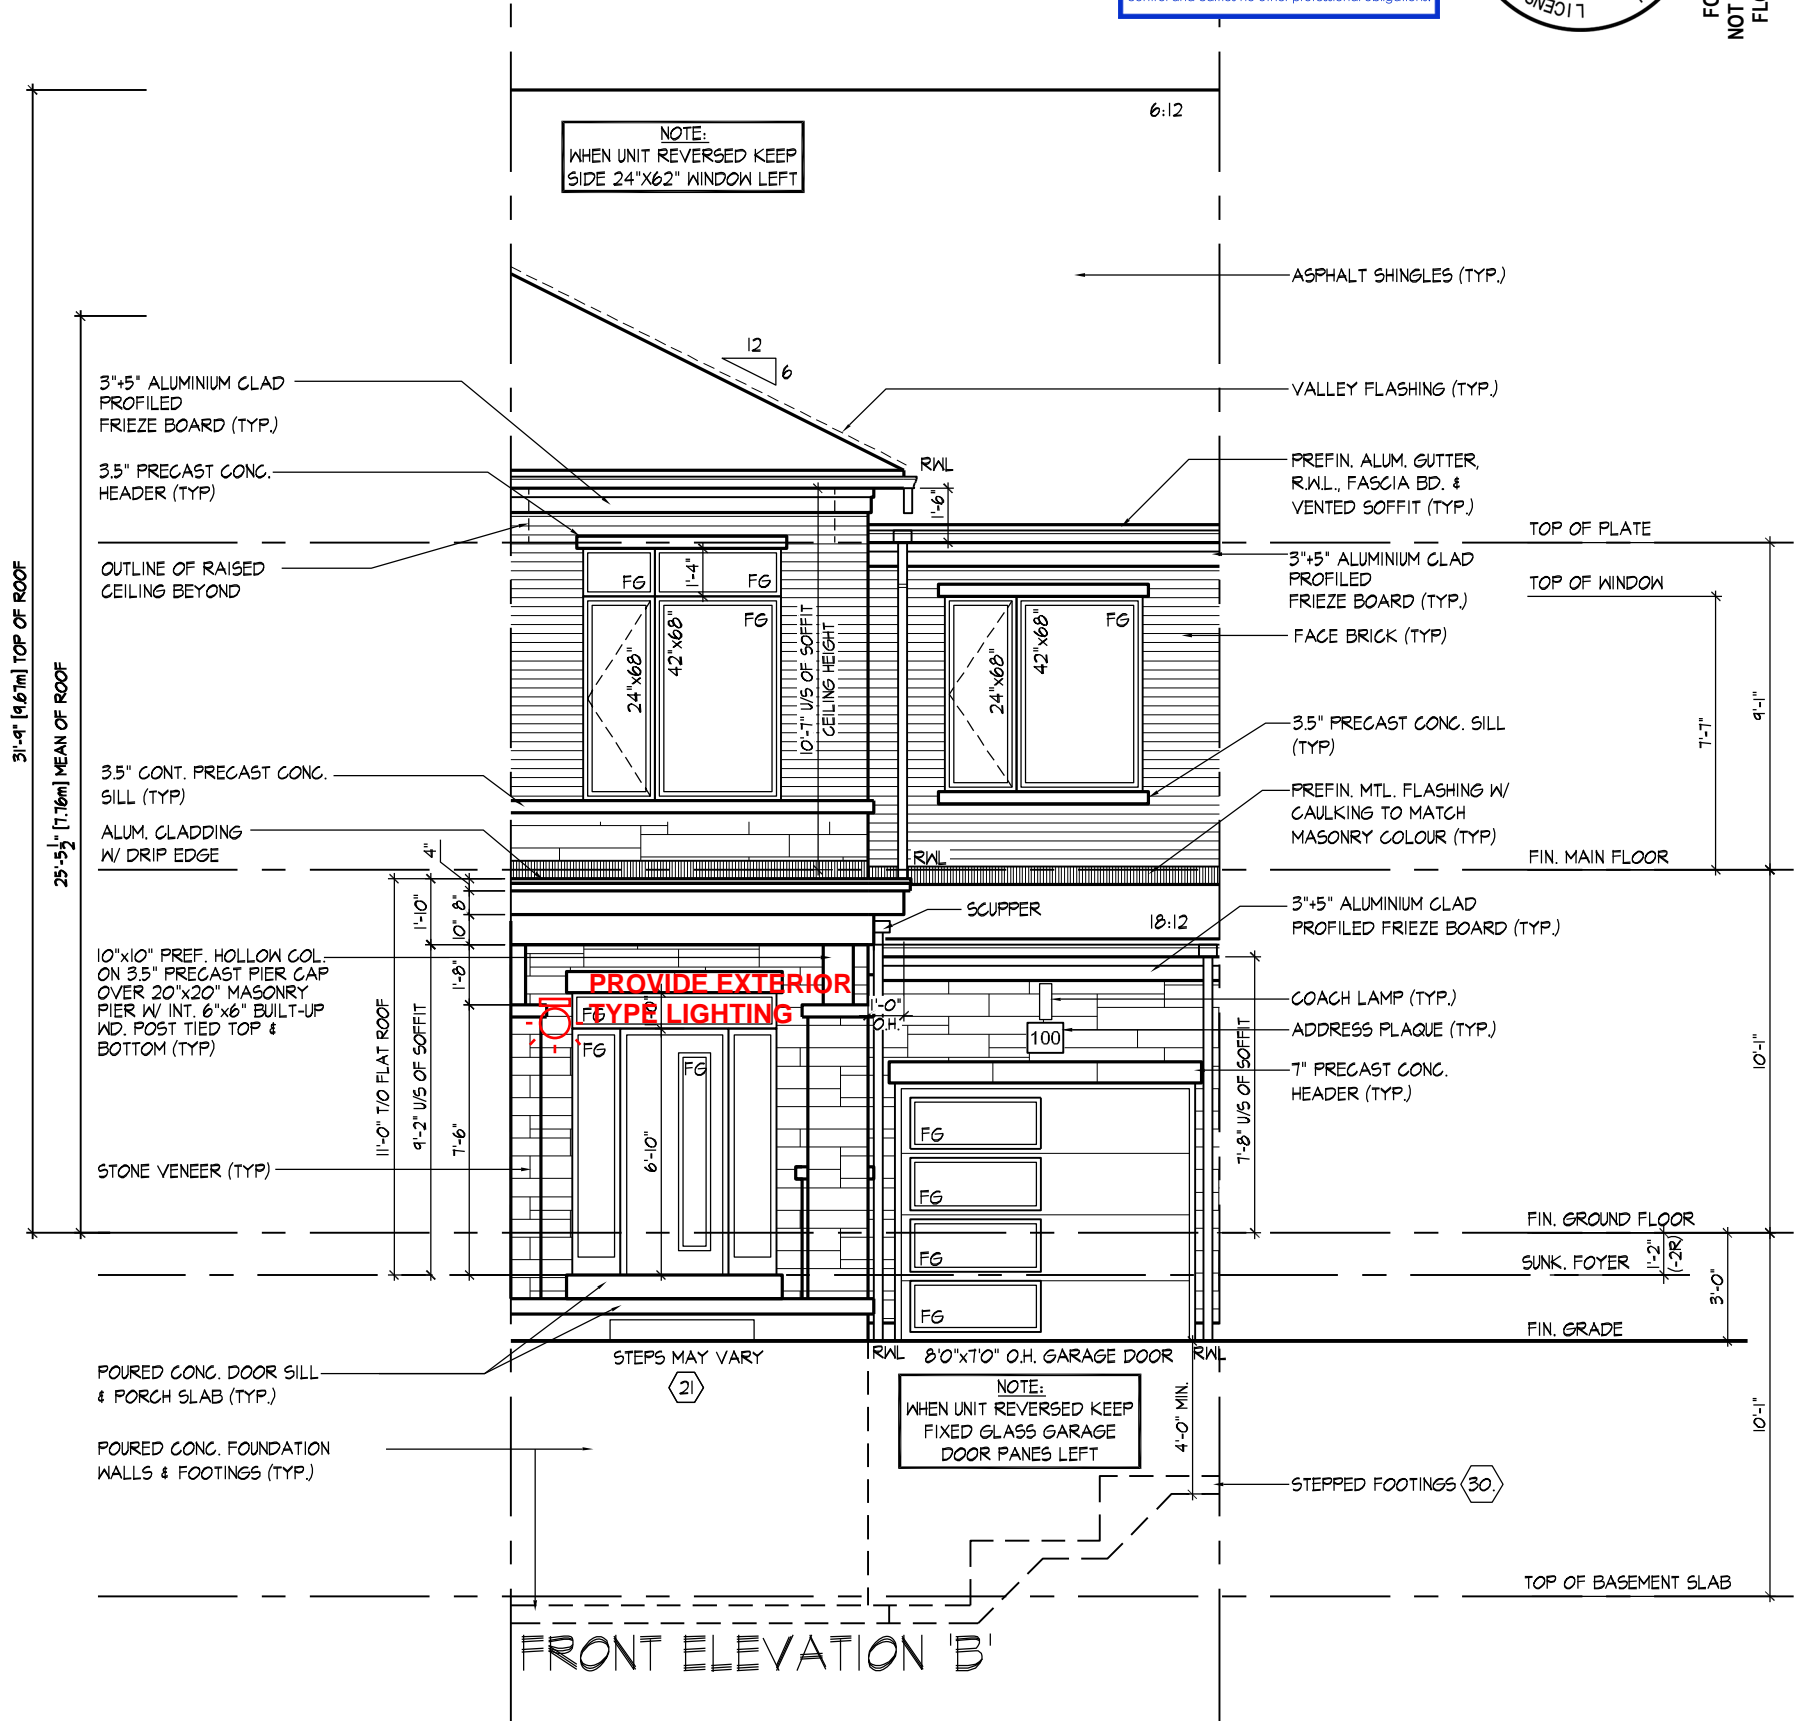 LICENS
FO
NOT
FLO
6:12
NOTE:
WHEN UNIT REVERSED KEEP
SIDE 24"X62" WINDOW LEFT
ASPHALT SHINGLES (TYP.)
12
6
3"+5" ALUMINIUM CLAD
PROFILED
FRIEZE BOARD (TYP.)
VALLEY FLASHING (TYP.)
3.5" PRECAST CONC.
HEADER (TYP)
RWL
PREFIN. ALUM. GUTTER,
R.W.L., FASCIA BD. &
VENTED SOFFIT (TYP.)
1'-6"
TOP OF PLATE
OUTLINE OF RAISED
CEILING BEYOND
3"+5" ALUMINIUM CLAD
PROFILED
FRIEZE BOARD (TYP.)
TOP OF WINDOW
FG
1'-4"
FG
FG
FG
24"x68"
42"x68"
24"x68"
42"x68"
10'-7" U/S OF SOFFIT
CEILING HEIGHT
FACE BRICK (TYP)
31'-9" [9.67m] TOP OF ROOF
25'-5 1/2" [7.76m] MEAN OF ROOF
9'-1"
7'-7"
3.5" PRECAST CONC. SILL
(TYP)
3.5" CONT. PRECAST CONC.
SILL (TYP)
PREFIN. MTL. FLASHING W/
CAULKING TO MATCH
MASONRY COLOUR (TYP)
ALUM. CLADDING
W/ DRIP EDGE
4"
RWL
FIN. MAIN FLOOR
1'-10"
8"
10"
SCUPPER
18:12
3"+5" ALUMINIUM CLAD
PROFILED FRIEZE BOARD (TYP.)
10"x10" PREF. HOLLOW COL.
ON 3.5" PRECAST PIER CAP
OVER 20"x20" MASONRY
PIER W/ INT. 6"x6" BUILT-UP
WD. POST TIED TOP &
BOTTOM (TYP)
1'-8"
PROVIDE EXTERIOR
TYPE LIGHTING
FG
FG
FG
1'-0"
O.H.
COACH LAMP (TYP.)
ADDRESS PLAQUE (TYP.)
100
7" PRECAST CONC.
HEADER (TYP.)
11'-0" T/O FLAT ROOF
9'-2" U/S OF SOFFIT
7'-6"
6'-10"
7'-8" U/S OF SOFFIT
10'-1"
FG
FG
FG
FG
STONE VENEER (TYP)
FIN. GROUND FLOOR
SUNK. FOYER
1'-2"
(-2R)
3'-0"
FIN. GRADE
POURED CONC. DOOR SILL
& PORCH SLAB (TYP.)
STEPS MAY VARY
21
RWL
8'0"x7'0" O.H. GARAGE DOOR
RWL
NOTE:
WHEN UNIT REVERSED KEEP
FIXED GLASS GARAGE
DOOR PANES LEFT
4'-0" MIN.
10'-1"
POURED CONC. FOUNDATION
WALLS & FOOTINGS (TYP.)
STEPPED FOOTINGS 30.
TOP OF BASEMENT SLAB
FRONT ELEVATION 'B'